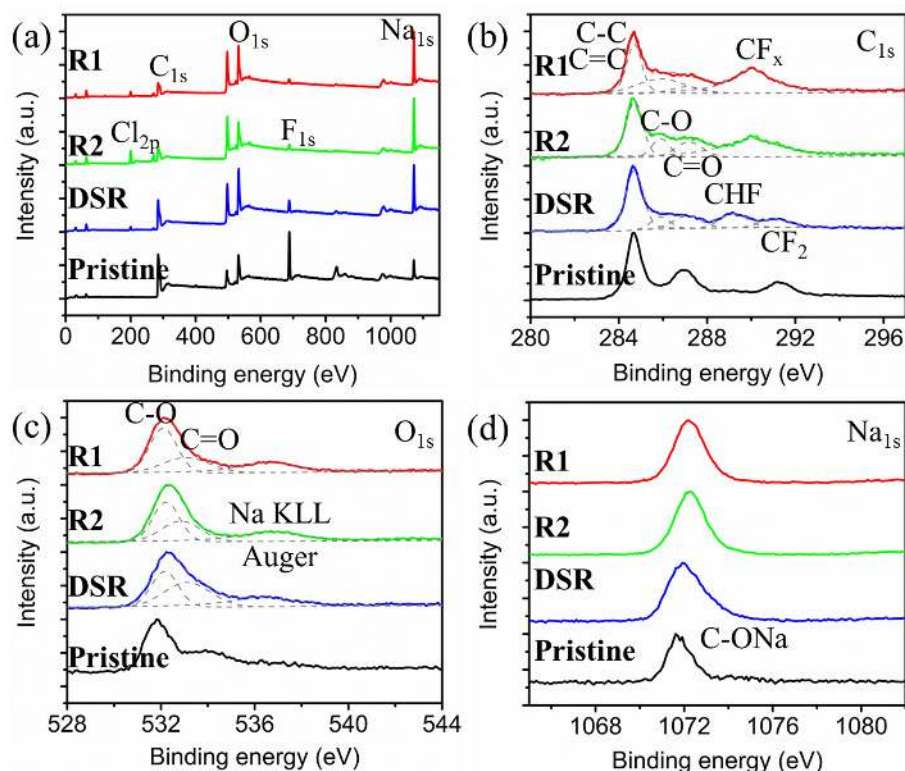 (a)
O1s
Na1s
R1
C1s
R2
Cl2p
F1s
DSR
Pristine
Intensity (a.u.)
0 200 400 600 800 1000
Binding energy (eV)
(b)
C-C
C=O
CFx
C1s
R1
R2
C-O
C=O
DSR
CHF
CF2
Pristine
Intensity (a.u.)
280 284 288 292 296
Binding energy (eV)
(c)
C-O
C=O
O1s
R1
R2
Na KLL
Auger
DSR
Pristine
Intensity (a.u.)
528 532 536 540 544
Binding energy (eV)
(d)
Na1s
R1
R2
DSR
Pristine
C-ONa
Intensity (a.u.)
1068 1072 1076 1082
Binding energy (eV)